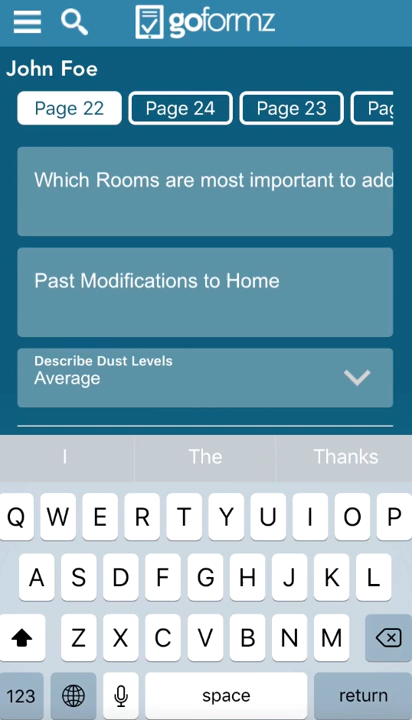 goformz
John Foe
Page 22 Page 24 Page 23 Pag
Which Rooms are most important to add
Past Modifications to Home
Describe Dust Levels
Average
I The Thanks
Q W E R T Y U I O P
A S D F G H J K L
Z X C V B N M
123 space return